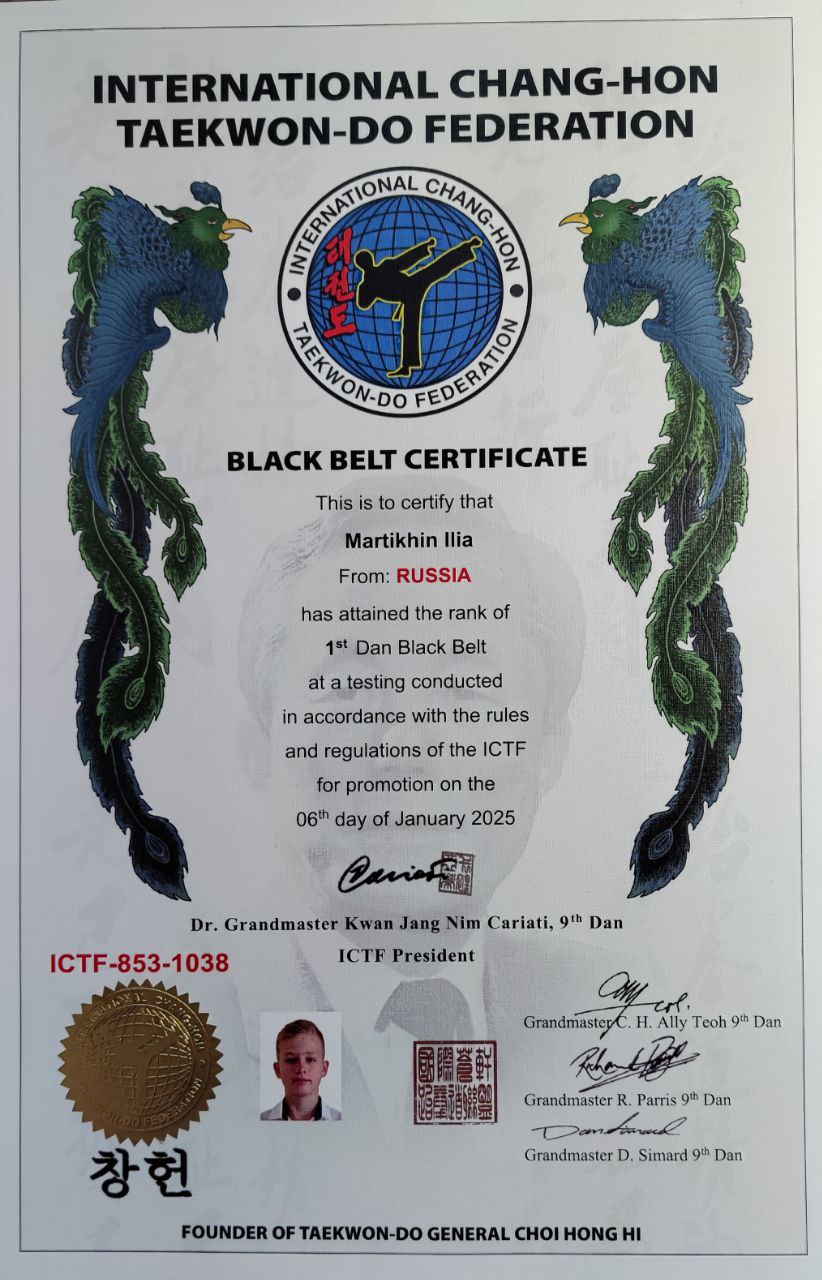 INTERNATIONAL CHANG-HON
TAEKWON-DO FEDERATION
INTERNATIONAL CHANG-HON
태권도
TAEKWON-DO FEDERATION
BLACK BELT CERTIFICATE
This is to certify that
Martikhin Ilia
From: RUSSIA
has attained the rank of
1st Dan Black Belt
at a testing conducted
in accordance with the rules
and regulations of the ICTF
for promotion on the
06th day of January 2025
Dr. Grandmaster Kwan Jang Nim Cariati, 9th Dan
ICTF President
ICTF-853-1038
Grandmaster C. H. Ally Teoh 9th Dan
Grandmaster R. Parris 9th Dan
Grandmaster D. Simard 9th Dan
창헌
FOUNDER OF TAEKWON-DO GENERAL CHOI HONG HI